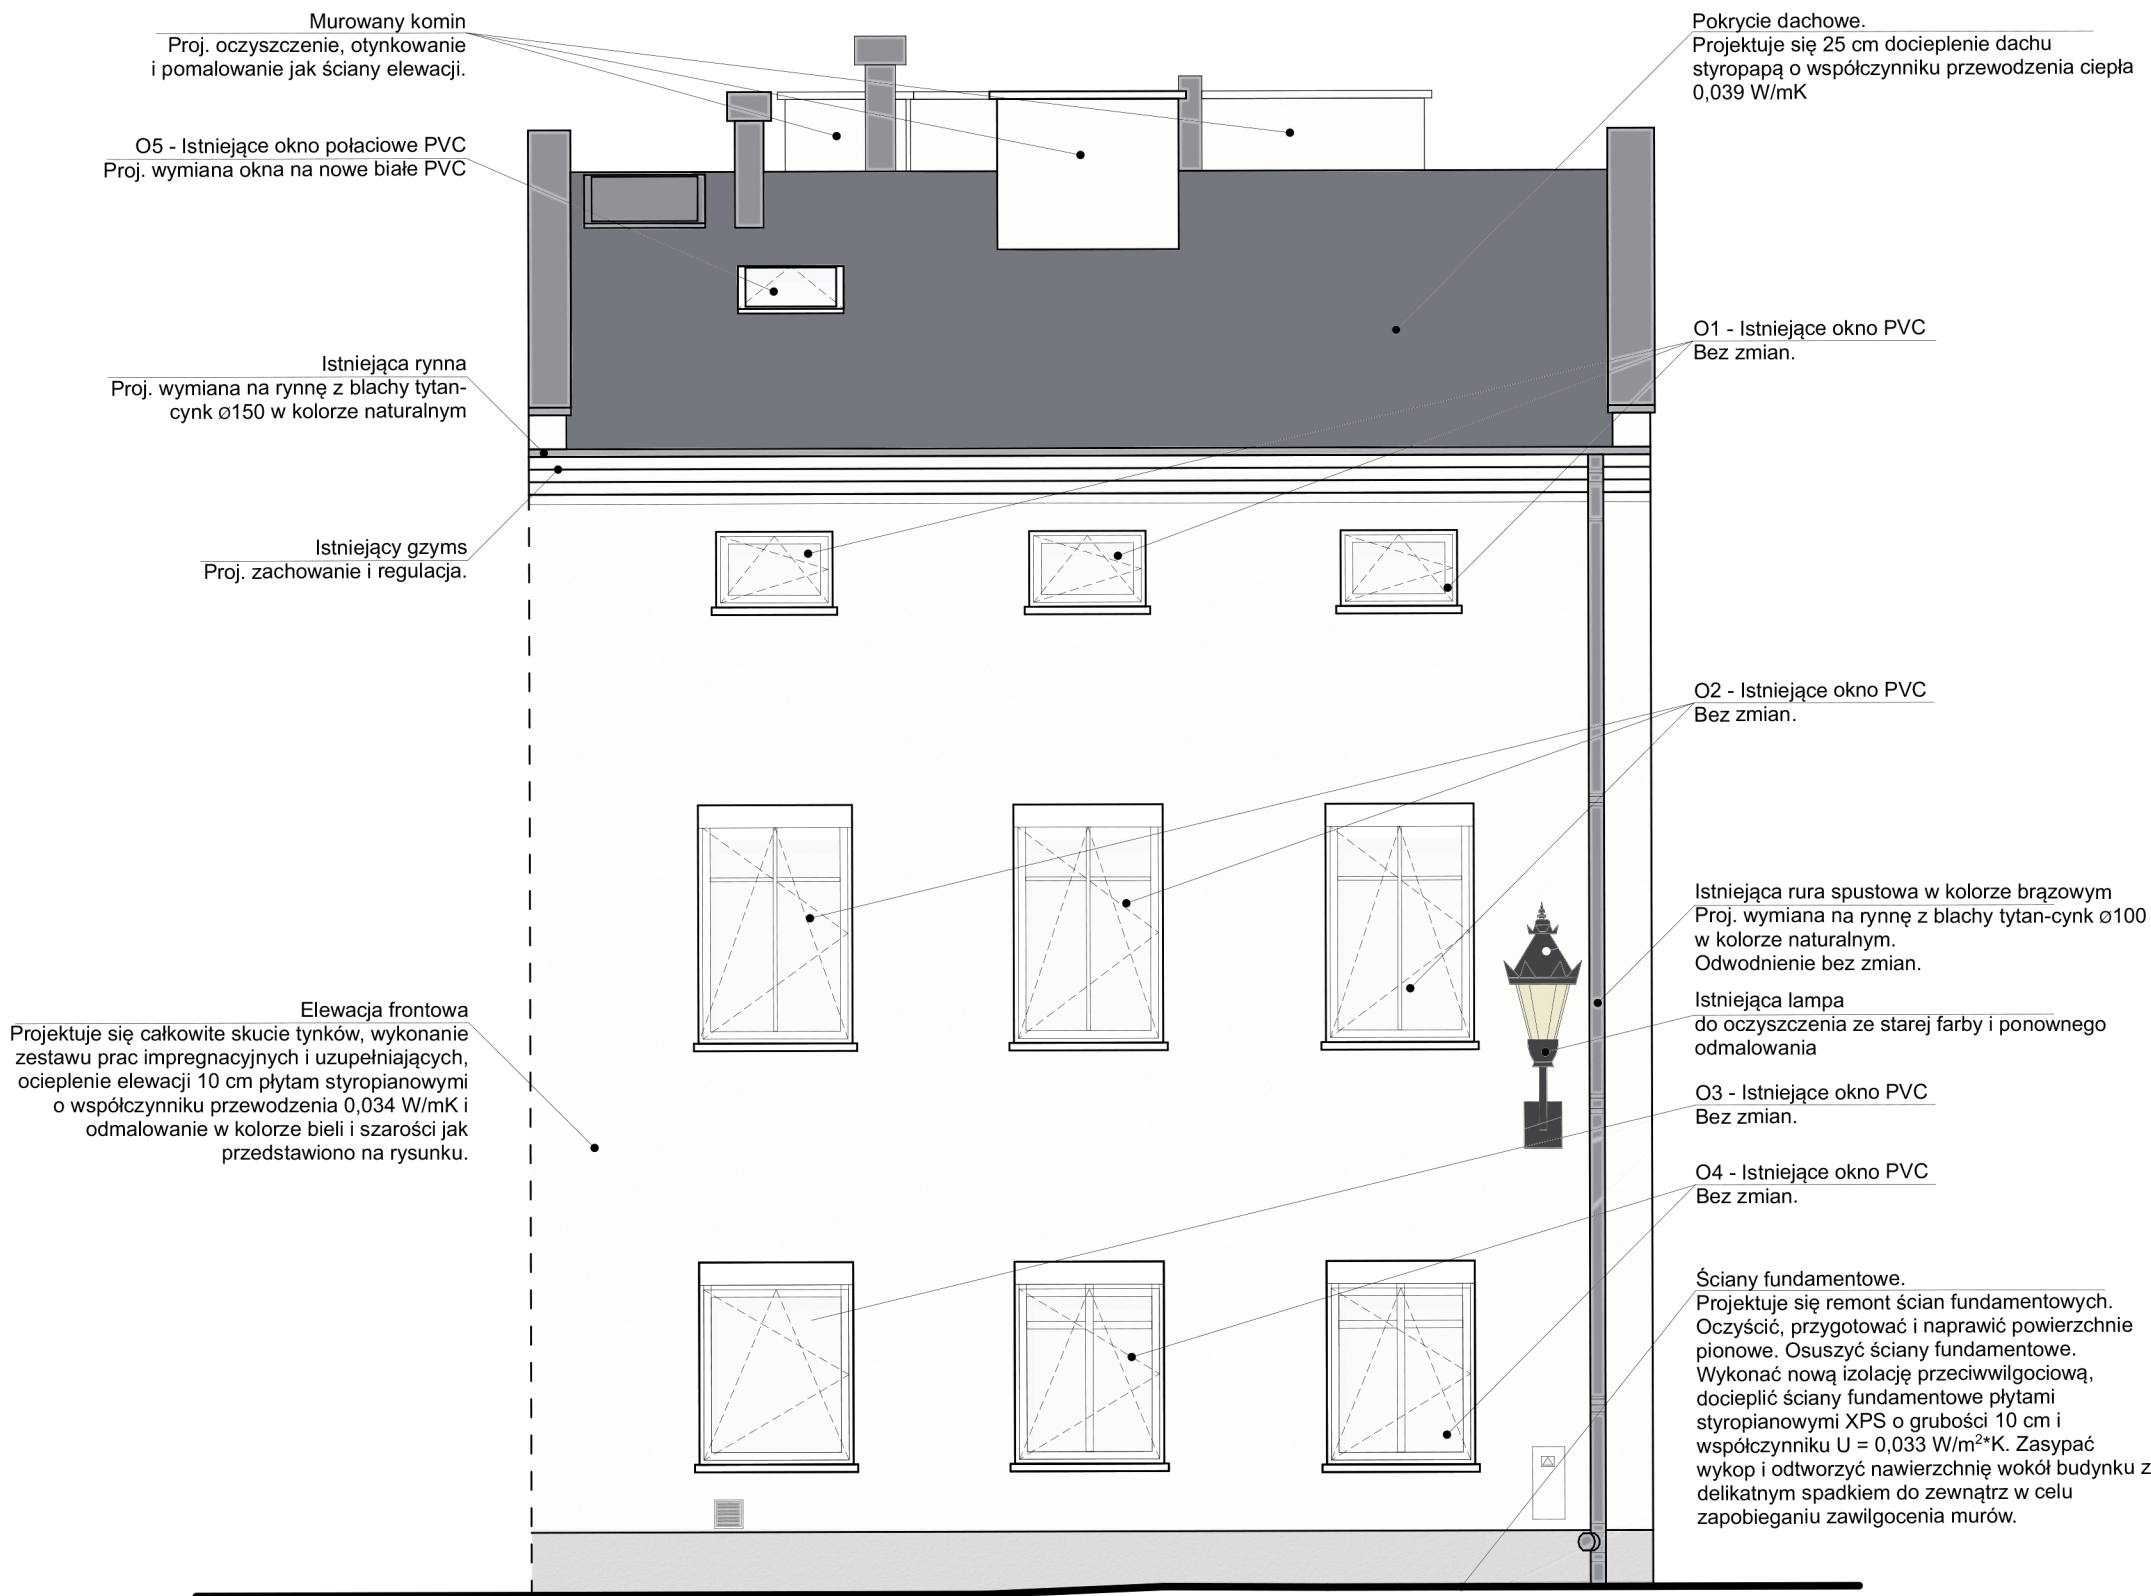 Murowany komin
Proj. oczyszczenie, otynkowanie
i pomalowanie jak ściany elewacji.
O5 - Istniejące okno połaciowe PVC
Proj. wymiana okna na nowe białe PVC
Istniejąca rynna
Proj. wymiana na rynnę z blachy tytan-
cynk ⌀150 w kolorze naturalnym
Istniejący gzyms
Proj. zachowanie i regulacja.
Elewacja frontowa
Projektuje się całkowite skucie tynków, wykonanie
zestawu prac impregnacyjnych i uzupełniających,
ocieplenie elewacji 10 cm płytam styropianowymi
o współczynniku przewodzenia 0,034 W/mK i
odmalowanie w kolorze bieli i szarości jak
przedstawiono na rysunku.
Pokrycie dachowe.
Projektuje się 25 cm docieplenie dachu
styropapą o współczynniku przewodzenia ciepła
0,039 W/mK
O1 - Istniejące okno PVC
Bez zmian.
O2 - Istniejące okno PVC
Bez zmian.
Istniejąca rura spustowa w kolorze brązowym
Proj. wymiana na rynnę z blachy tytan-cynk ⌀100
w kolorze naturalnym.
Odwodnienie bez zmian.
Istniejąca lampa
do oczyszczenia ze starej farby i ponownego
odmalowania
O3 - Istniejące okno PVC
Bez zmian.
O4 - Istniejące okno PVC
Bez zmian.
Ściany fundamentowe.
Projektuje się remont ścian fundamentowych.
Oczyścić, przygotować i naprawić powierzchnie
pionowe. Osuszyć ściany fundamentowe.
Wykonać nową izolację przeciwwilgociową,
docieplić ściany fundamentowe płytami
styropianowymi XPS o grubości 10 cm i
współczynniku U = 0,033 W/m²*K. Zasypać
wykop i odtworzyć nawierzchnię wokół budynku z
delikatnym spadkiem do zewnątrz w celu
zapobieganiu zawilgocenia murów.